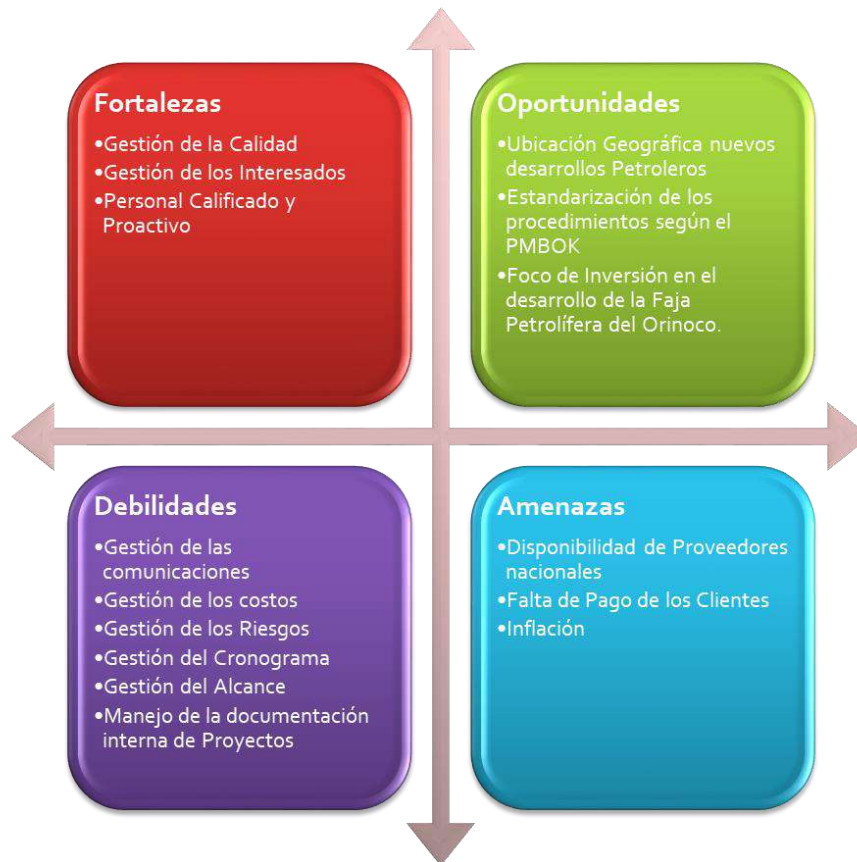 Fortalezas
•Gestión de la Calidad
•Gestión de los Interesados
•Personal Calificado y
Proactivo
Oportunidades
•Ubicación Geográfica nuevos
desarrollos Petroleros
•Estandarización de los
procedimientos según el
PMBOK
•Foco de Inversión en el
desarrollo de la Faja
Petrolífera del Orinoco.
Debilidades
•Gestión de las
comunicaciones
•Gestión de los costos
•Gestión de los Riesgos
•Gestión del Cronograma
•Gestión del Alcance
•Manejo de la documentación
interna de Proyectos
Amenazas
•Disponibilidad de Proveedores
nacionales
•Falta de Pago de los Clientes
•Inflación